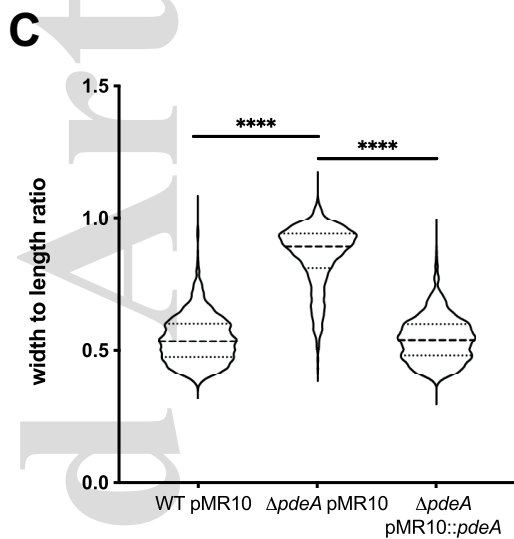 C
1.5
****
****
1.0
width to length ratio
0.5
0.0
WT pMR10 ΔpdeA pMR10 ΔpdeA
pMR10::pdeA
d Art